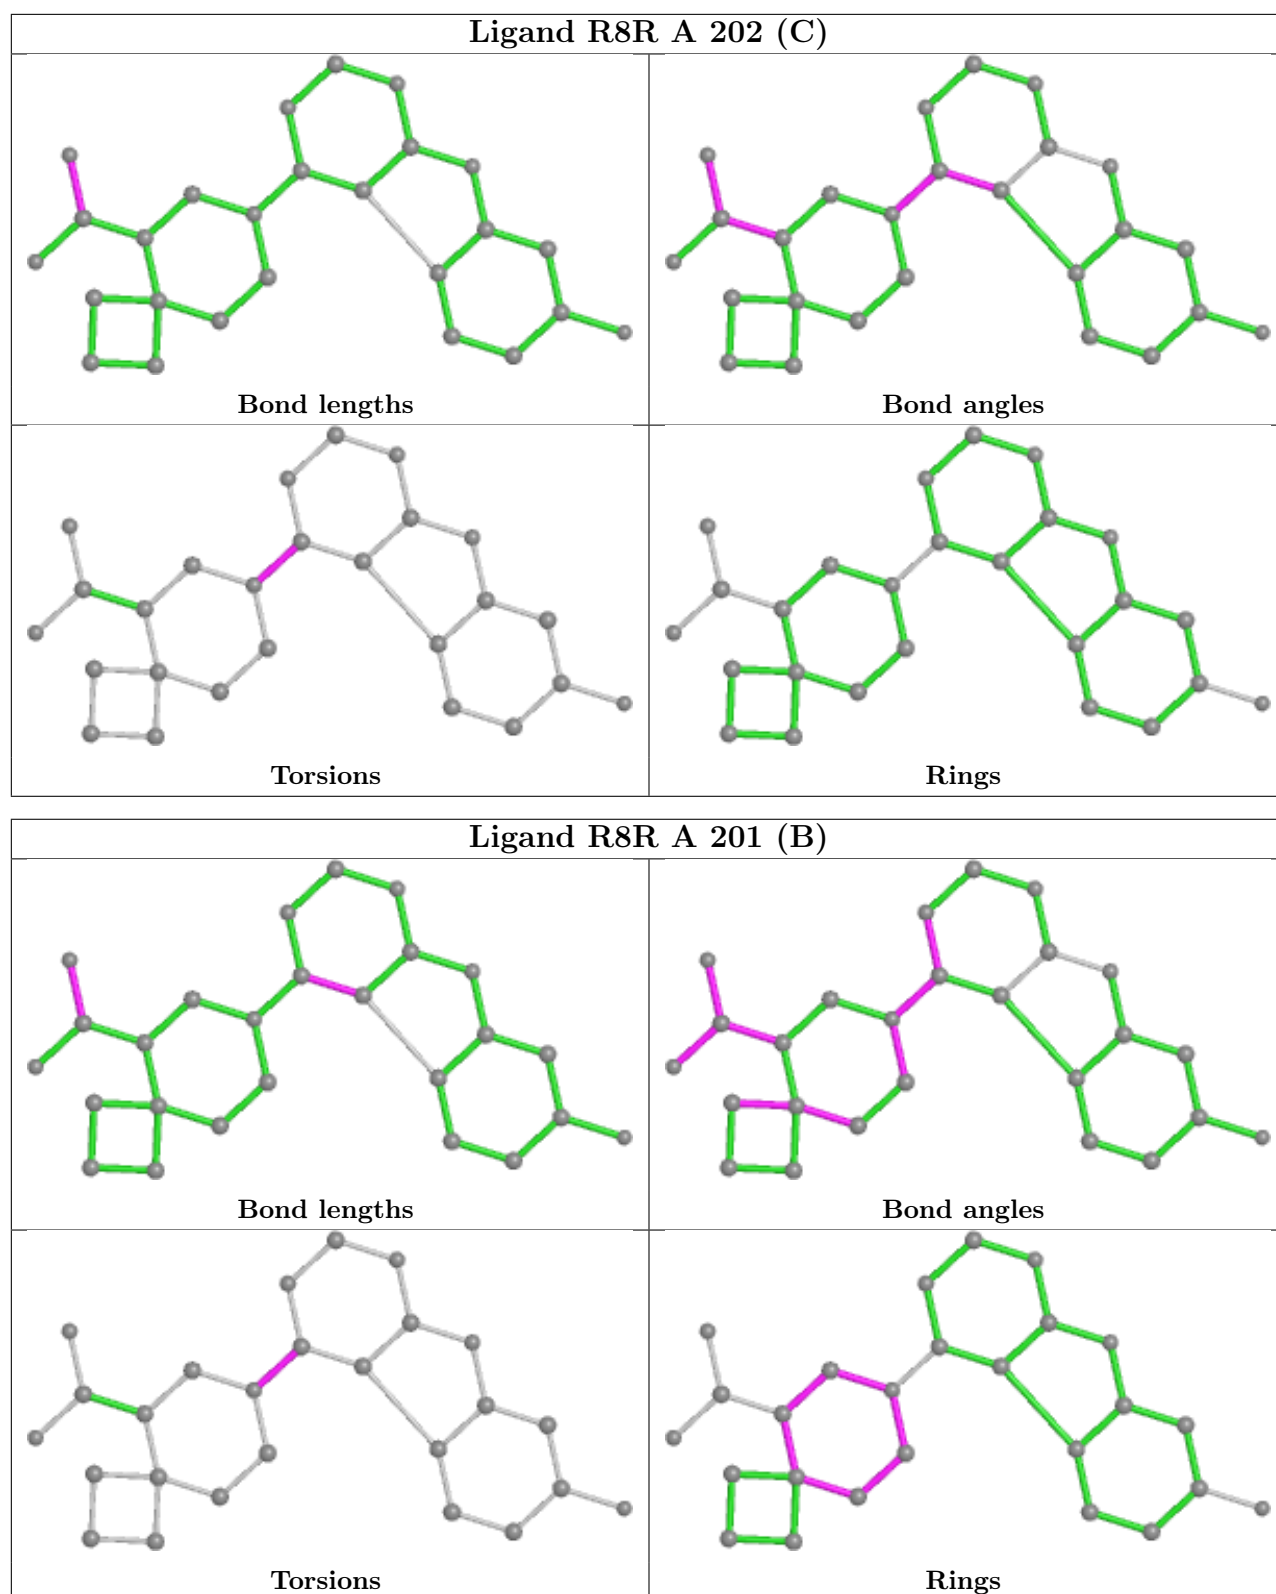 Ligand R8R A 202 (C)
Bond lengths
Bond angles
Torsions
Rings
Ligand R8R A 201 (B)
Bond lengths
Bond angles
Torsions
Rings